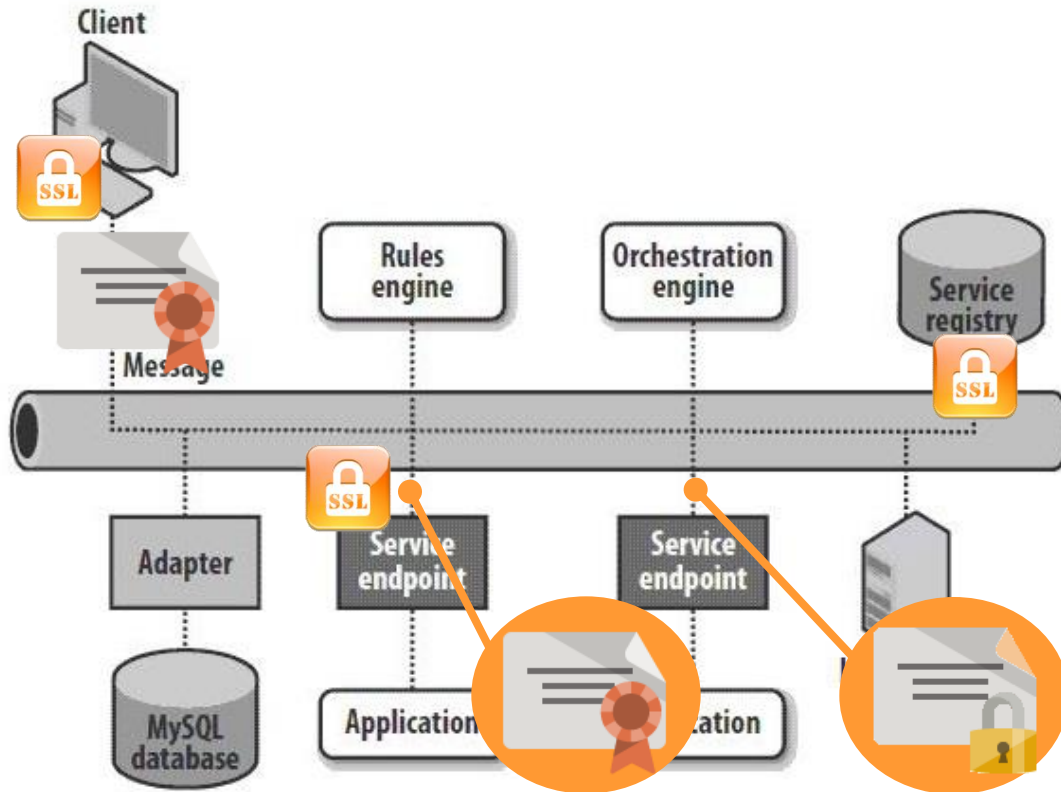 Client
SSL
Rules
engine
Orchestration
engine
Service
registry
Message
SSL
SSL
Adapter
Service
endpoint
Service
endpoint
MySQL
database
Application